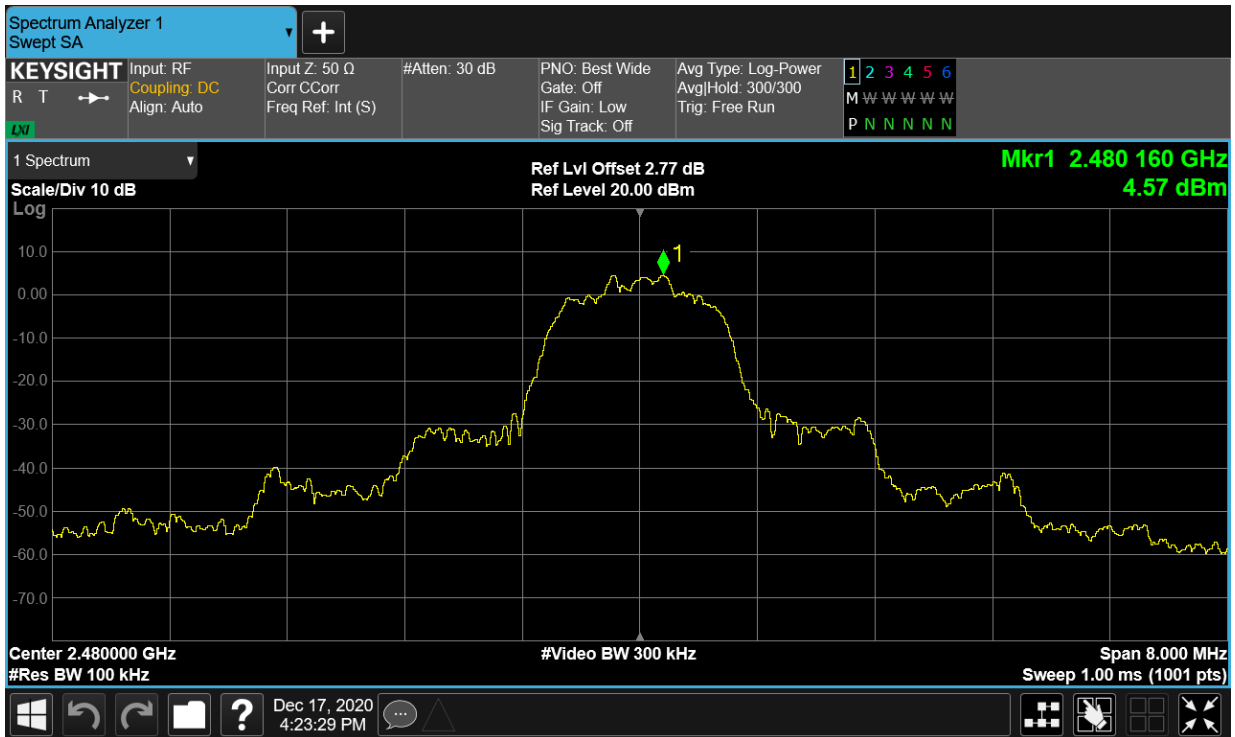 Spectrum Analyzer 1
Swept SA
KEYSIGHT
R T
LXI
Input: RF
Coupling: DC
Align: Auto
Input Z: 50 Ω
Corr CCorr
Freq Ref: Int (S)
#Atten: 30 dB
PNO: Best Wide
Gate: Off
IF Gain: Low
Sig Track: Off
Avg Type: Log-Power
Avg|Hold: 300/300
Trig: Free Run
1 2 3 4 5 6
M W W W W W
P N N N N N N
1 Spectrum
Scale/Div 10 dB
Log
Ref Lvl Offset 2.77 dB
Ref Level 20.00 dBm
Mkr1 2.480 160 GHz
4.57 dBm
1
10.0
0.00
-10.0
-20.0
-30.0
-40.0
-50.0
-60.0
-70.0
Center 2.480000 GHz
#Res BW 100 kHz
#Video BW 300 kHz
Span 8.000 MHz
Sweep 1.00 ms (1001 pts)
?
Dec 17, 2020
4:23:29 PM